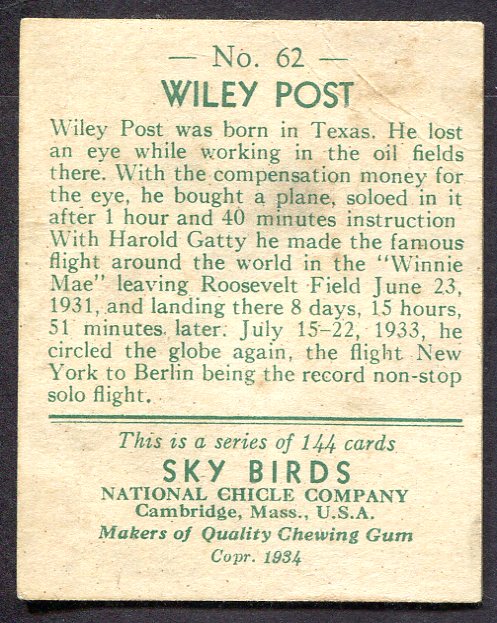 — No. 62 —
WILEY POST
Wiley Post was born in Texas. He lost
an eye while working in the oil fields
there. With the compensation money for
the eye, he bought a plane, soloed in it
after 1 hour and 40 minutes instruction
With Harold Gatty he made the famous
flight around the world in the "Winnie
Mae" leaving Roosevelt Field June 23,
1931, and landing there 8 days, 15 hours,
51 minutes later. July 15–22, 1933, he
circled the globe again, the flight New
York to Berlin being the record non-stop
solo flight.
This is a series of 144 cards
SKY BIRDS
NATIONAL CHICLE COMPANY
Cambridge, Mass., U.S.A.
Makers of Quality Chewing Gum
Copr. 1934